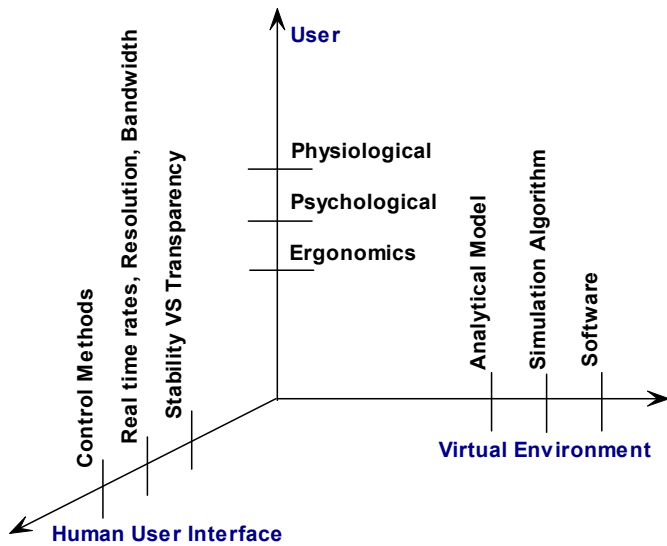 User
Physiological
Psychological
Ergonomics
Control Methods
Real time rates, Resolution, Bandwidth
Stability VS Transparency
Analytical Model
Simulation Algorithm
Software
Virtual Environment
Human User Interface